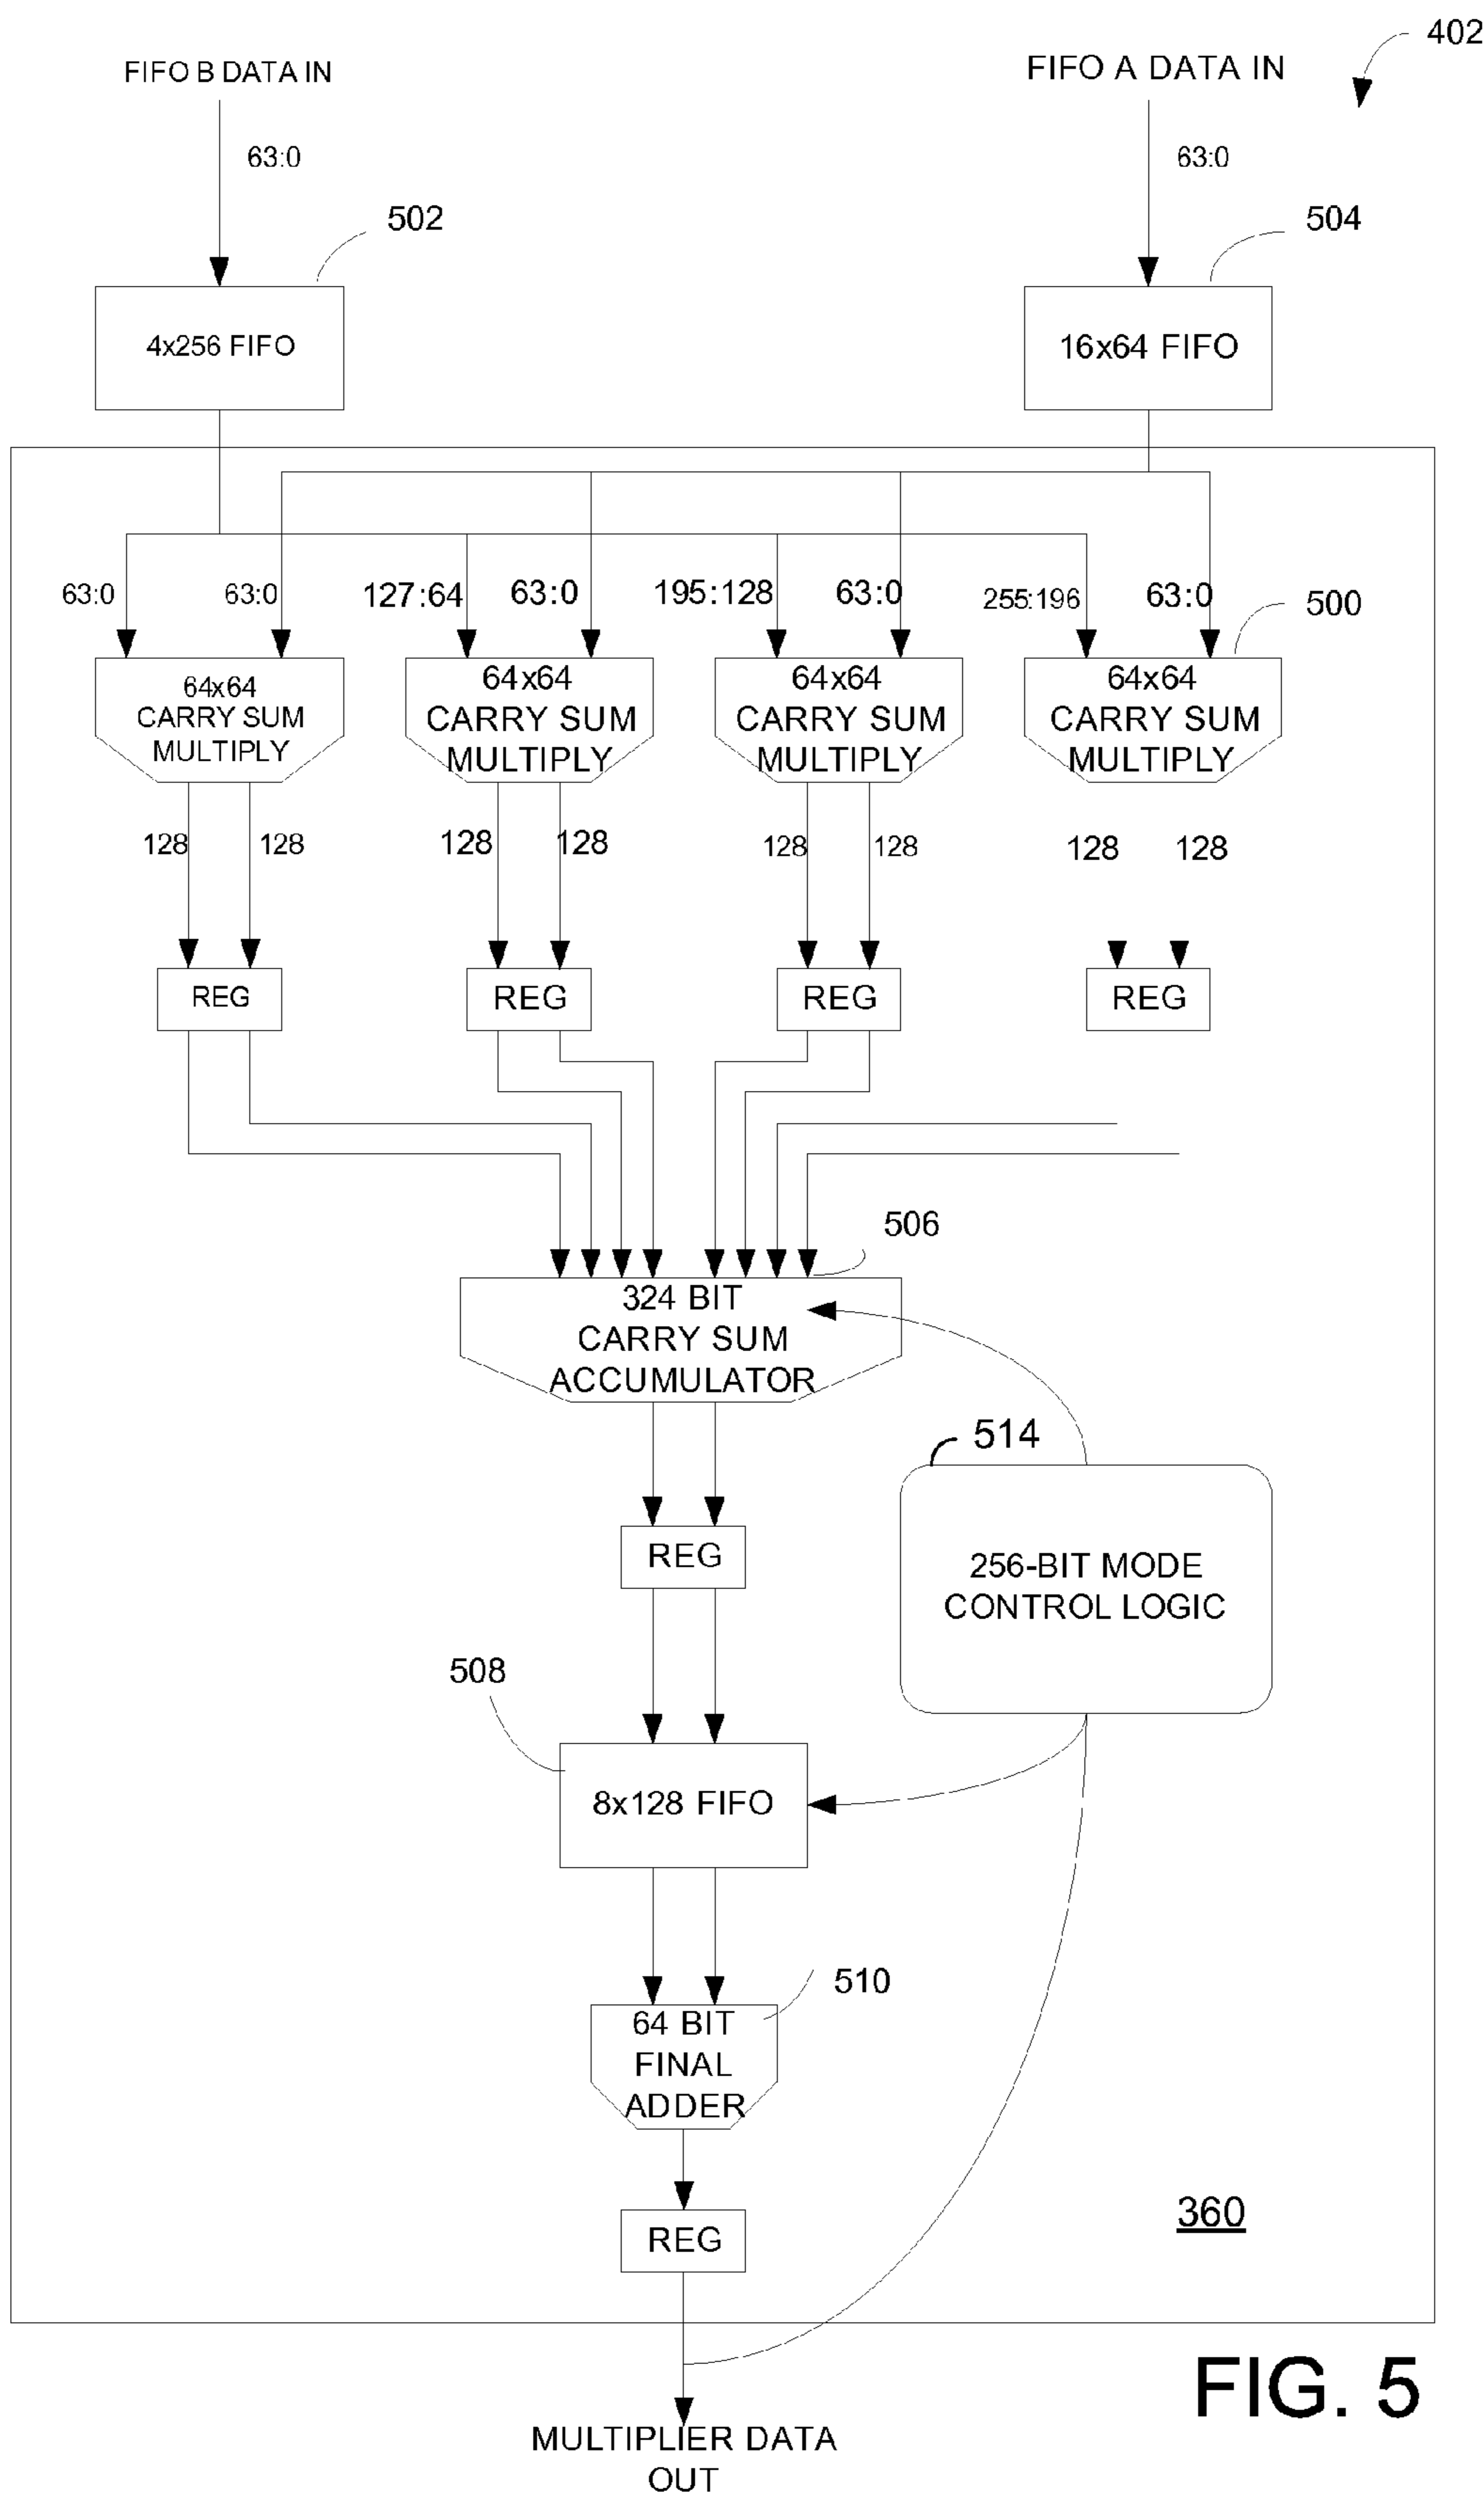 402
FIFO B DATA IN
FIFO A DATA IN
63:0
63:0
502
504
4x256 FIFO
16x64 FIFO
63:0
63:0
127:64
63:0
195:128
63:0
255:196
63:0
500
64x64
CARRY SUM
MULTIPLY
64x64
CARRY SUM
MULTIPLY
64x64
CARRY SUM
MULTIPLY
64x64
CARRY SUM
MULTIPLY
128
128
128
128
128
128
128
128
REG
REG
REG
REG
506
324 BIT
CARRY SUM
ACCUMULATOR
514
REG
256-BIT MODE
CONTROL LOGIC
508
8x128 FIFO
510
64 BIT
FINAL
ADDER
REG
360
FIG. 5
MULTIPLIER DATA
OUT